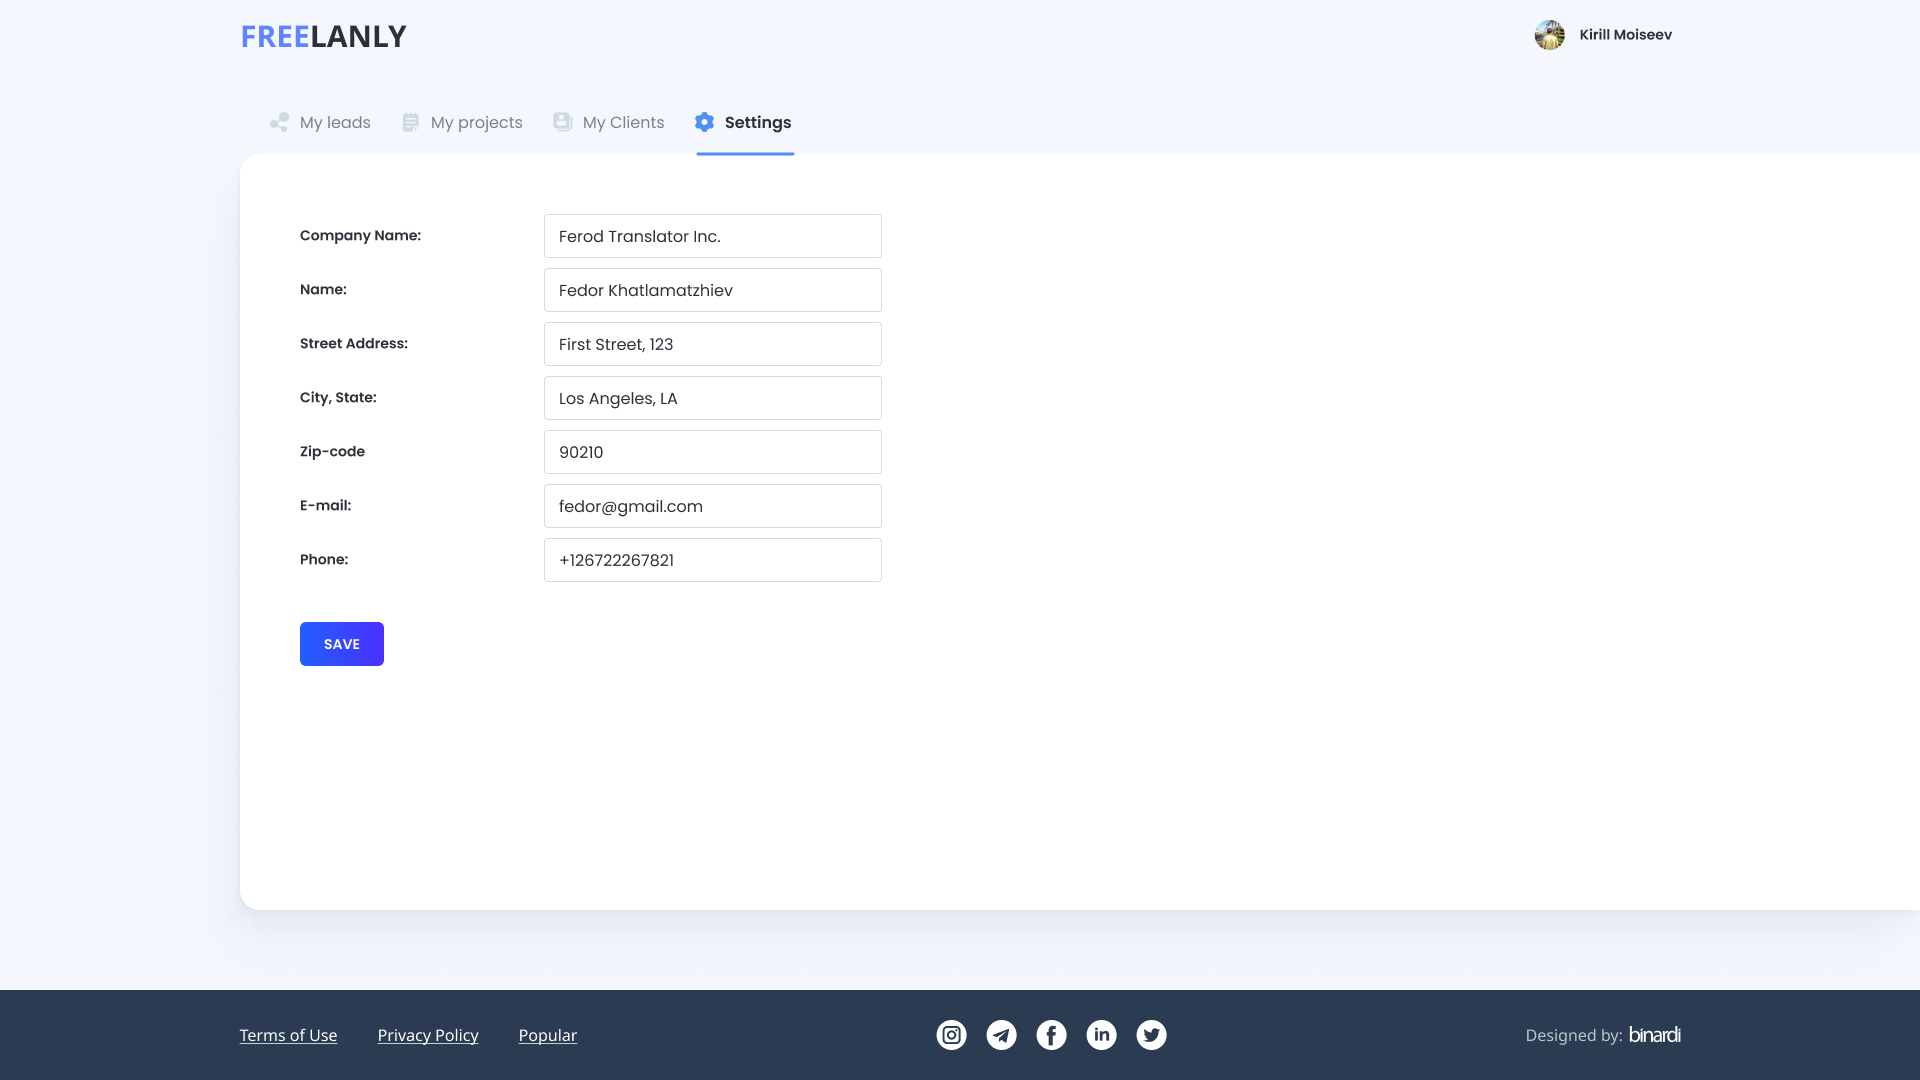 FREELANLY
Kirill Moiseev
My leads
My projects
My Clients
Settings
Company Name:
Ferod Translator Inc.
Name:
Fedor Khatlamatzhiev
Street Address:
First Street, 123
City, State:
Los Angeles, LA
Zip-code
90210
E-mail:
fedor@gmail.com
Phone:
+126722267821
SAVE
Terms of Use
Privacy Policy
Popular
in
Designed by: binardi